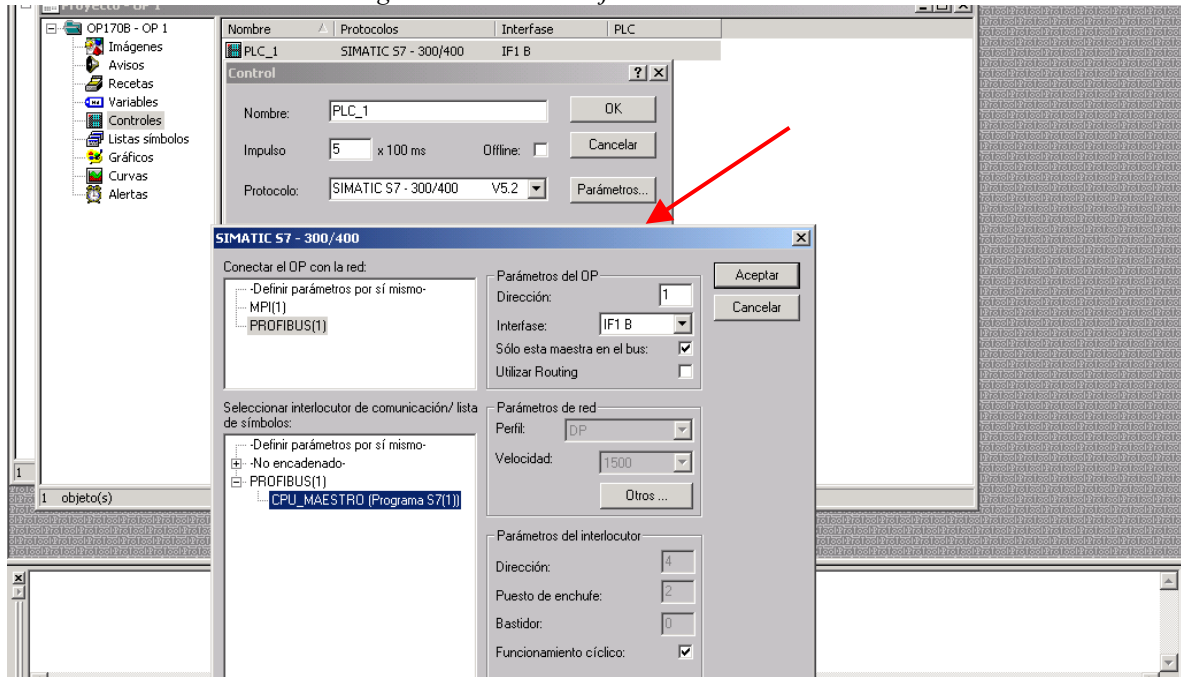 Proyecto - OP 1
OP170B - OP 1
Imágenes
Avisos
Recetas
Variables
Controles
Listas símbolos
Gráficos
Curvas
Alertas
Nombre Protocolos Interfase PLC
PLC_1 SIMATIC S7 - 300/400 IF1 B
Control
Nombre: PLC_1 OK
Impulso 5 x 100 ms Offline: Cancelar
Protocolo: SIMATIC S7 - 300/400 V5.2 Parámetros...
SIMATIC S7 - 300/400
Conectar el OP con la red:
-Definir parámetros por sí mismo-
MPI(1)
PROFIBUS(1)
Parámetros del OP
Dirección: 1
Interfase: IF1 B
Sólo esta maestra en el bus:
Utilizar Routing
Aceptar
Cancelar
Seleccionar interlocutor de comunicación/ lista
de símbolos:
-Definir parámetros por sí mismo-
-No encadenado-
PROFIBUS(1)
CPU_MAESTRO (Programa S7(1))
Parámetros de red
Perfil: DP
Velocidad: 1500
Otros ...
Parámetros del interlocutor
Dirección: 4
Puesto de enchufe: 2
Bastidor: 0
Funcionamiento cíclico:
1
1 objeto(s)